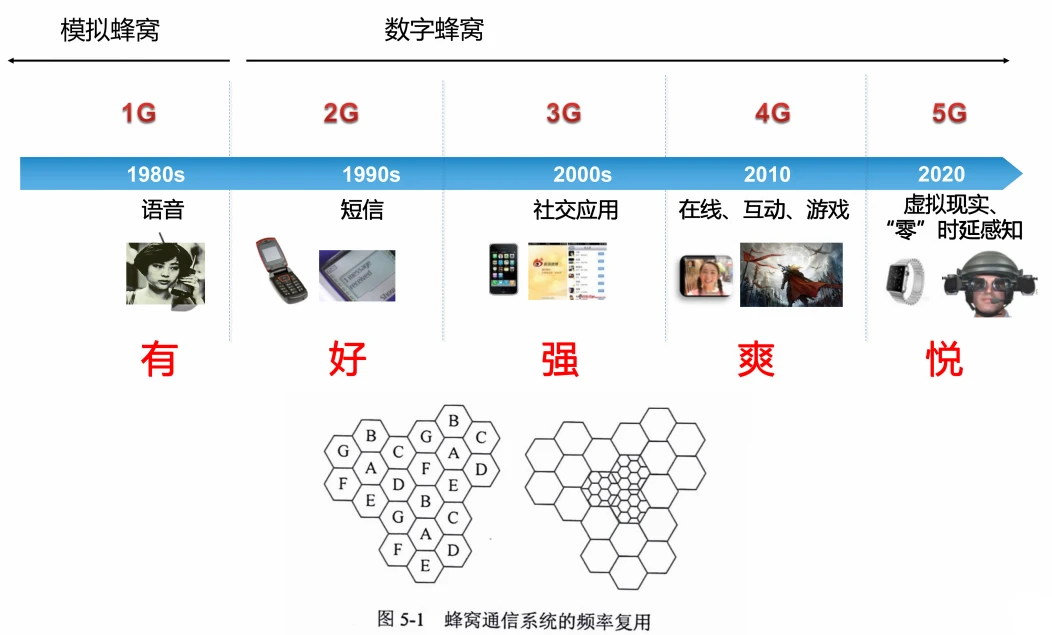 模拟蜂窝
数字蜂窝
1G
2G
3G
4G
5G
1980s
1990s
2000s
2010
2020
语音
短信
社交应用
在线、互动、游戏
虚拟现实、
“零”时延感知
有
好
强
爽
悦
B
B
G
C
G
C
A
A
F
D
F
D
E
E
B
G
C
A
F
D
E
图 5-1 蜂窝通信系统的频率复用